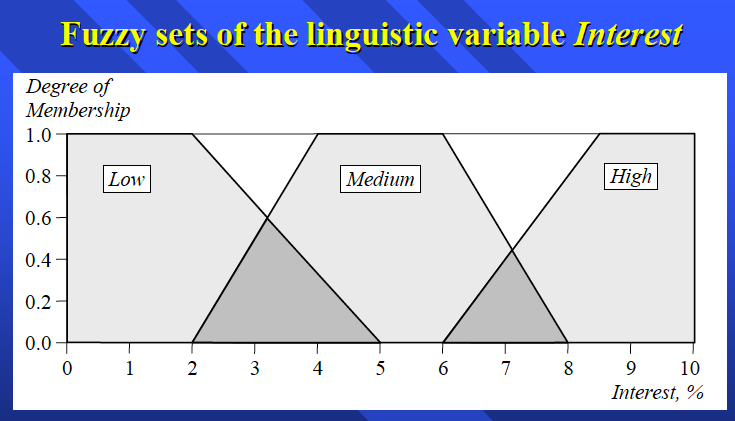 Fuzzy sets of the linguistic variable Interest
Degree of
Membership
1.0
0.8
0.6
0.4
0.2
0.0
Low
Medium
High
0 1 2 3 4 5 6 7 8 9 10
Interest, %